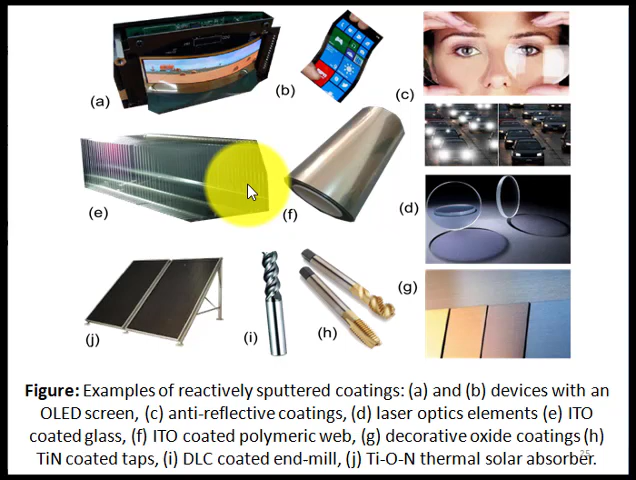 (a)
(b)
(c)
(e)
(f)
(d)
(j)
(i)
(h)
(g)
Figure: Examples of reactively sputtered coatings: (a) and (b) devices with an
OLED screen, (c) anti-reflective coatings, (d) laser optics elements (e) ITO
coated glass, (f) ITO coated polymeric web, (g) decorative oxide coatings (h)
TiN coated taps, (i) DLC coated end-mill, (j) Ti-O-N thermal solar absorber.
25